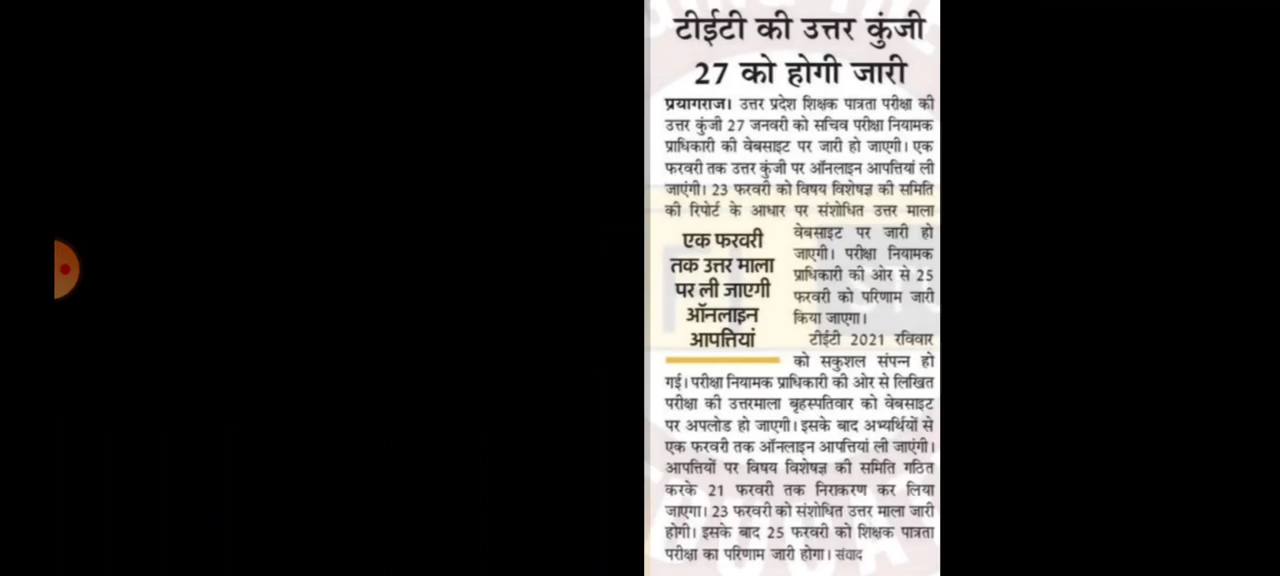 टीईटी की उत्तर कुंजी
27 को होगी जारी
प्रयागराज। उत्तर प्रदेश शिक्षक पात्रता परीक्षा की
उत्तर कुंजी 27 जनवरी को सचिव परीक्षा नियामक
प्राधिकारी की वेबसाइट पर जारी हो जाएगी। एक
फरवरी तक उत्तर कुंजी पर ऑनलाइन आपत्तियां ली
जाएंगी। 23 फरवरी को विषय विशेषज्ञ की समिति
की रिपोर्ट के आधार पर संशोधित उत्तर माला
वेबसाइट पर जारी हो
जाएगी। परीक्षा नियामक
प्राधिकारी की ओर से 25
फरवरी को परिणाम जारी
किया जाएगा।
एक फरवरी
तक उत्तर माला
पर ली जाएगी
ऑनलाइन
आपत्तियां
टीईटी 2021 रविवार
को सकुशल संपन्न हो
गई। परीक्षा नियामक प्राधिकारी की ओर से लिखित
परीक्षा की उत्तरमाला बृहस्पतिवार को वेबसाइट
पर अपलोड हो जाएगी। इसके बाद अभ्यर्थियों से
एक फरवरी तक ऑनलाइन आपत्तियां ली जाएंगी।
आपत्तियों पर विषय विशेषज्ञ की समिति गठित
करके 21 फरवरी तक निराकरण कर लिया
जाएगा। 23 फरवरी को संशोधित उत्तर माला जारी
होगी। इसके बाद 25 फरवरी को शिक्षक पात्रता
परीक्षा का परिणाम जारी होगा। संवाद